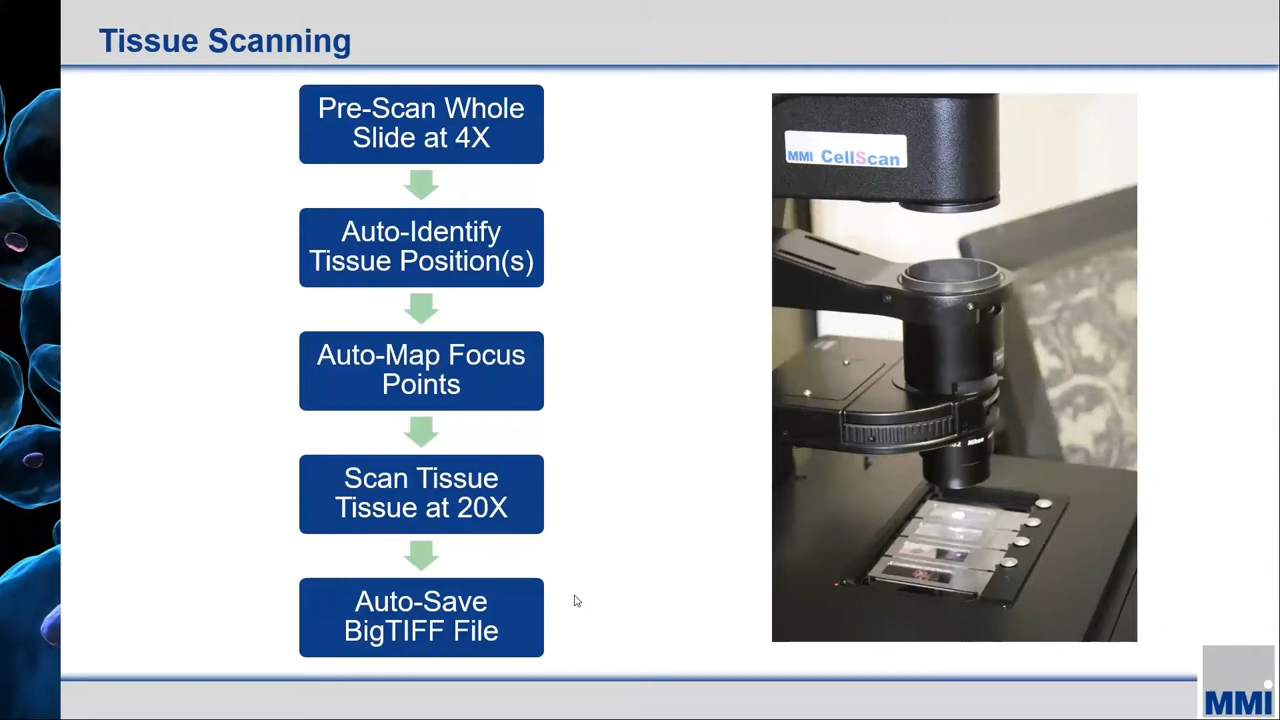 Tissue Scanning
Pre-Scan Whole
Slide at 4X
Auto-Identify
Tissue Position(s)
Auto-Map Focus
Points
Scan Tissue
Tissue at 20X
Auto-Save
BigTIFF File
MMI CellScan
Nikon
MMi